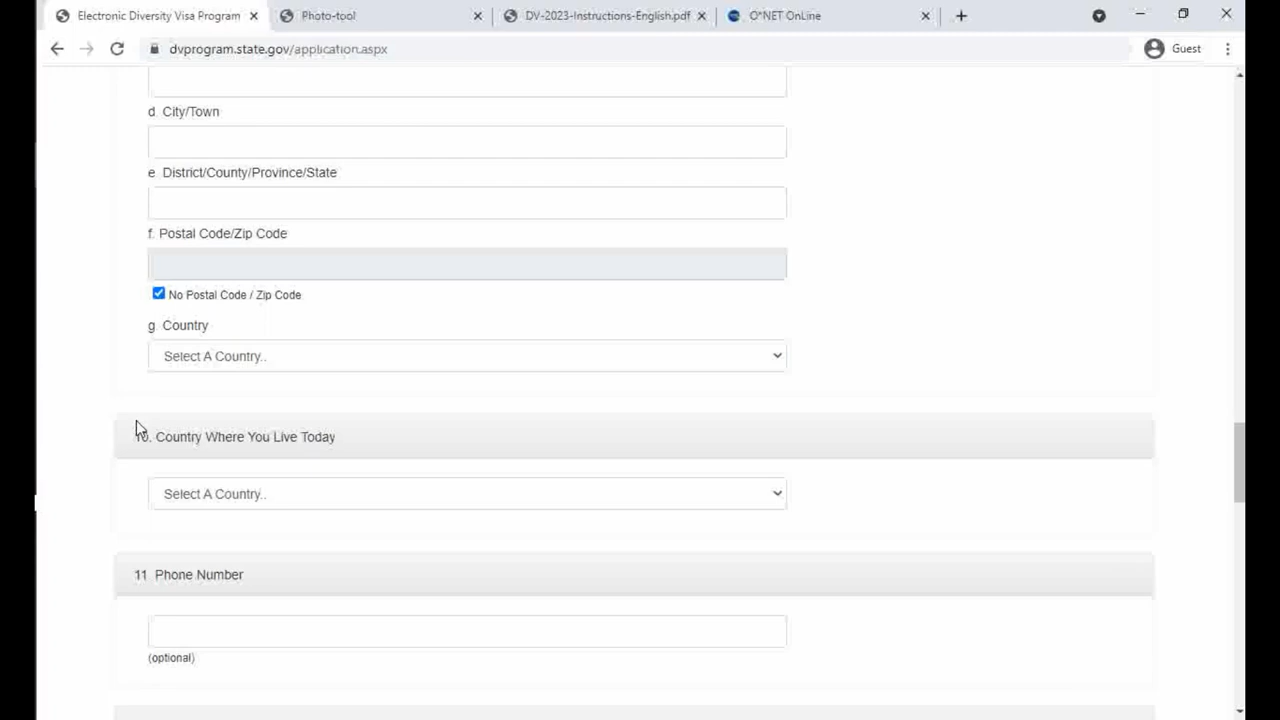 Electronic Diversity Visa Program
Photo-tool
DV-2023-Instructions-English.pdf
O*NET OnLine
dvprogram.state.gov/application.aspx
Guest
d. City/Town
e. District/County/Province/State
f. Postal Code/Zip Code
No Postal Code / Zip Code
g. Country
Select A Country..
10. Country Where You Live Today
Select A Country..
11. Phone Number
(optional)